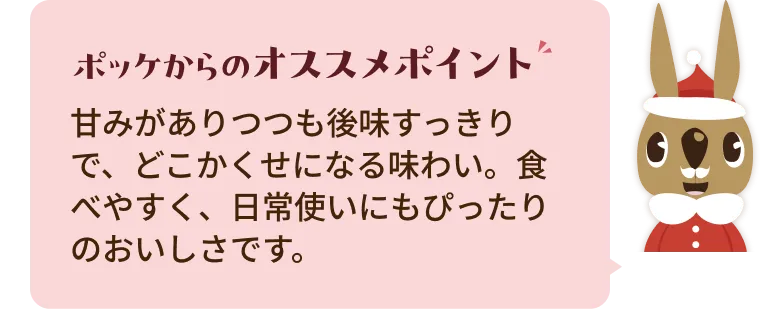 ポッケからのオススメポイント
甘みがありつつも後味すっきり
で、どこかくせになる味わい。食
べやすく、日常使いにもぴったり
のおいしさです。